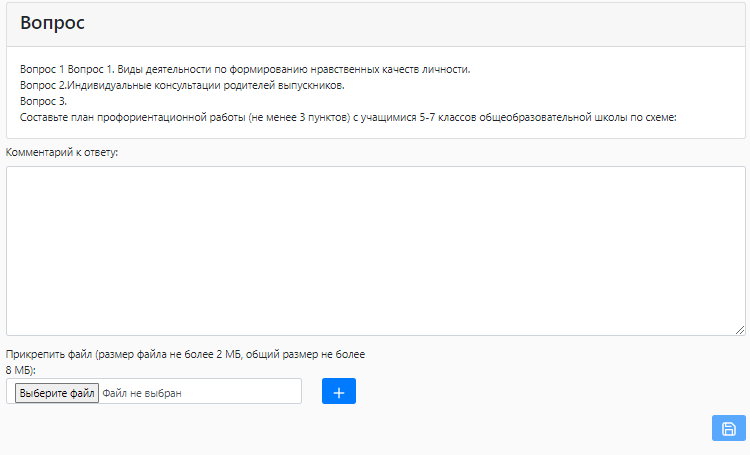 Вопрос
Вопрос 1 Вопрос 1. Виды деятельности по формированию нравственных качеств личности.
Вопрос 2.Индивидуальные консультации родителей выпускников.
Вопрос 3.
Составьте план профориентационной работы (не менее 3 пунктов) с учащимися 5-7 классов общеобразовательной школы по схеме:
Комментарий к ответу:
Прикрепить файл (размер файла не более 2 МБ, общий размер не более
8 МБ):
Выберите файл Файл не выбран